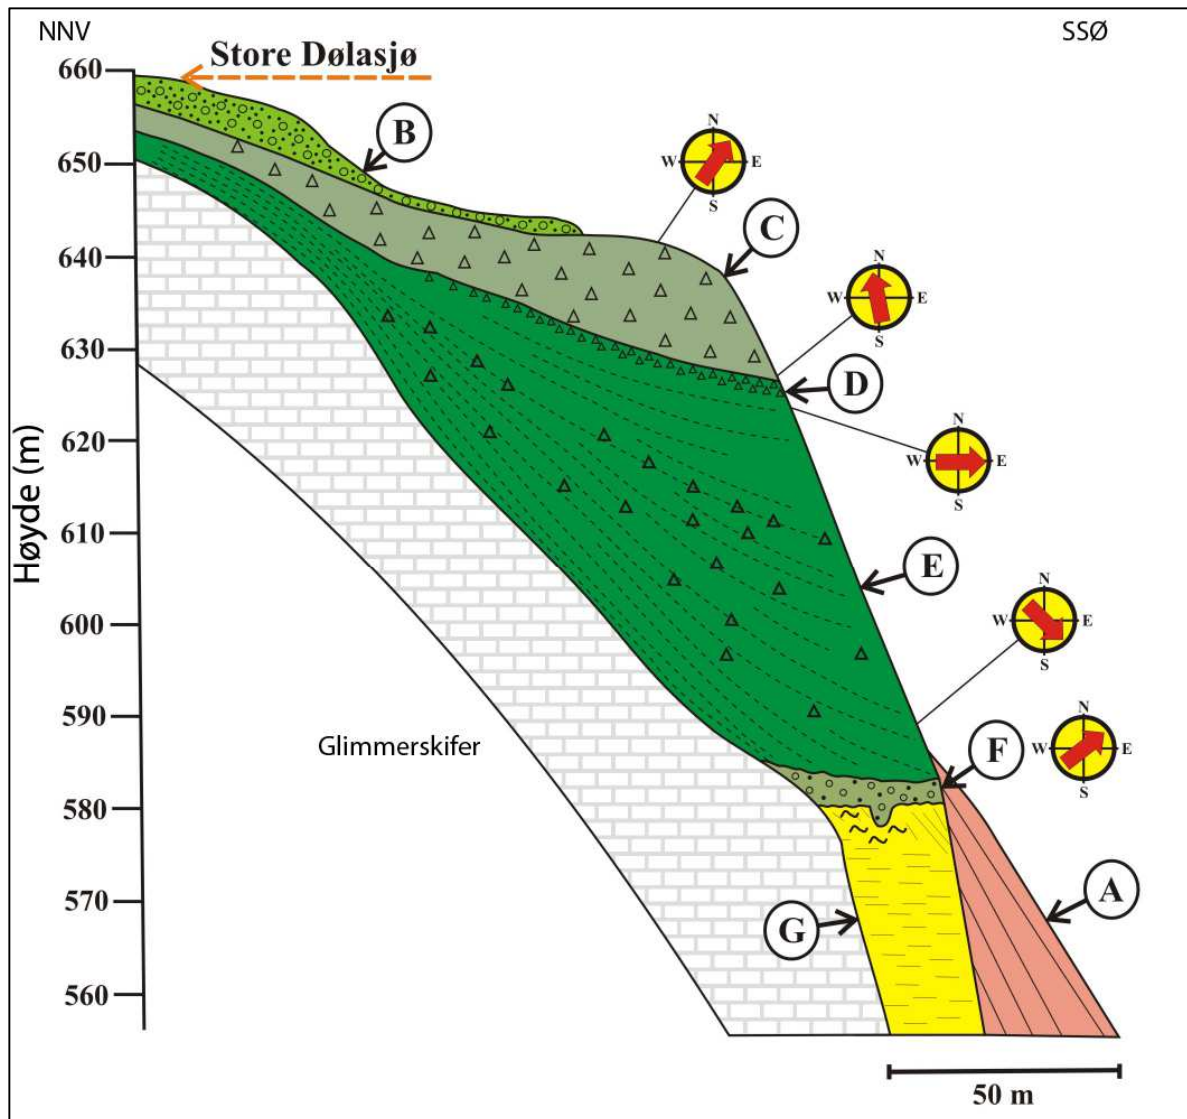 NNV
SSØ
Store Dølasjø
660
650
640
630
620
610
600
590
580
570
560
Høyde (m)
B
N
W E
S
C
N
W E
S
D
N
W E
S
E
N
W E
S
F
N
W E
S
Glimmerskifer
G
A
50 m